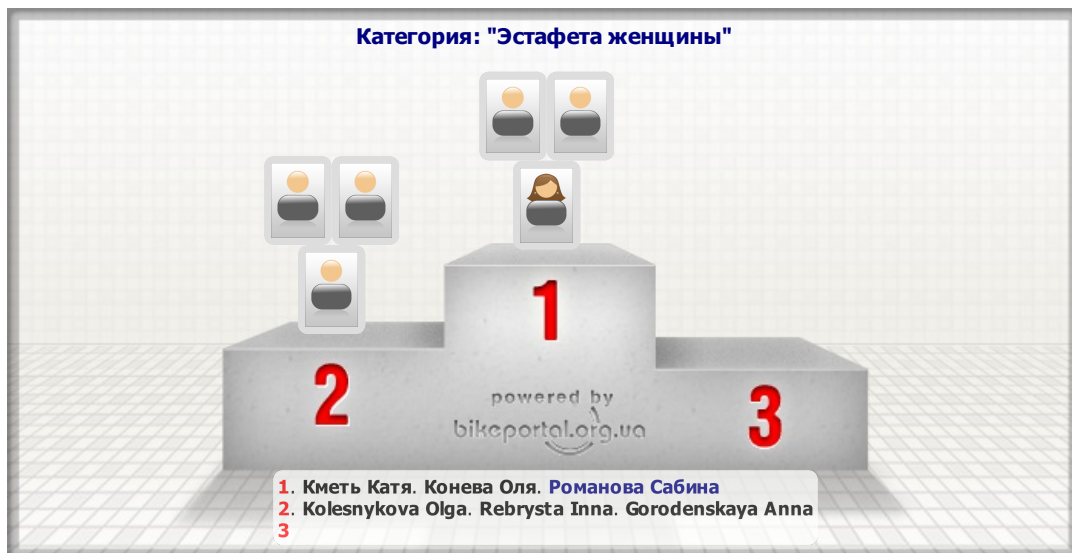 Категория: "Эстафета женщины"
1
2
3
powered by
bikeportal.org.ua
1. Кметь Катя. Конева Оля. Романова Сабина
2. Kolesnykova Olga. Rebrysta Inna. Gorodenskaya Anna
3